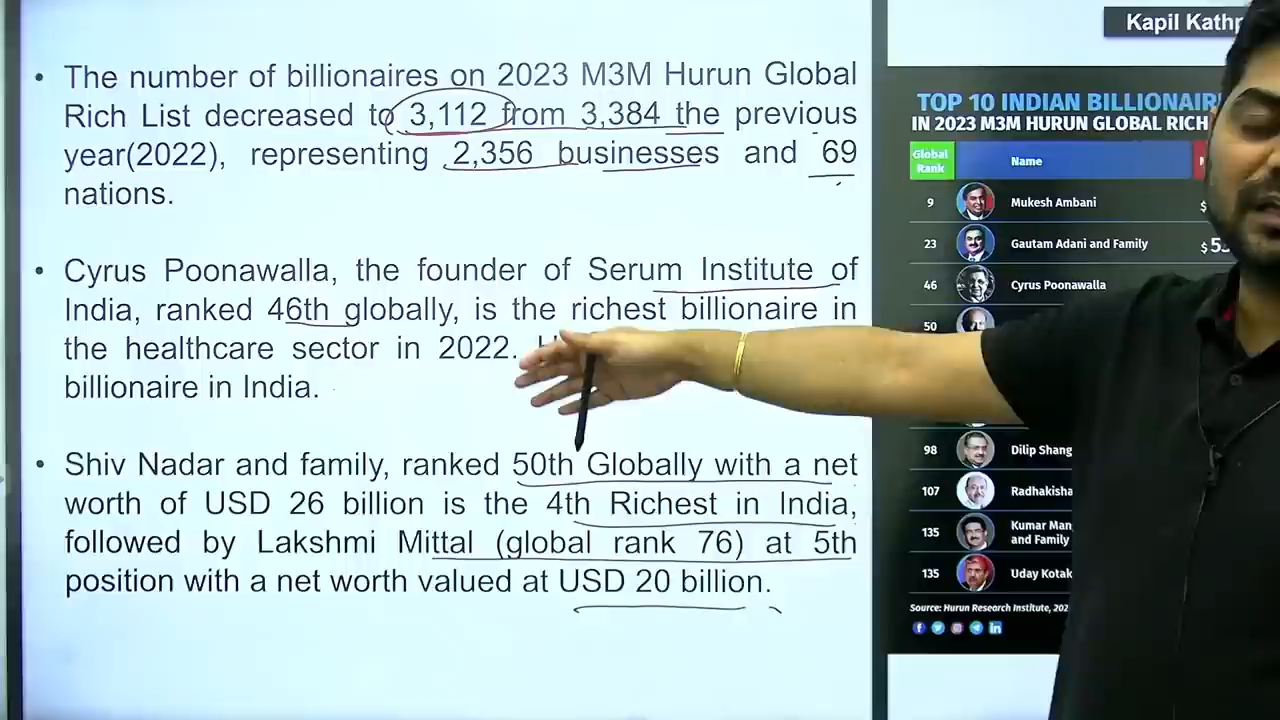 • The number of billionaires on 2023 M3M Hurun Global
Rich List decreased to 3,112 from 3,384 the previous
year(2022), representing 2,356 businesses and 69
nations.
• Cyrus Poonawalla, the founder of Serum Institute of
India, ranked 46th globally, is the richest billionaire in
the healthcare sector in 2022.
billionaire in India.
• Shiv Nadar and family, ranked 50th Globally with a net
worth of USD 26 billion is the 4th Richest in India,
followed by Lakshmi Mittal (global rank 76) at 5th
position with a net worth valued at USD 20 billion.
Kapil Kathp
TOP 10 INDIAN BILLIONAIR
IN 2023 M3M HURUN GLOBAL RICH
Global
Rank
Name
9 Mukesh Ambani $
23 Gautam Adani and Family $53
46 Cyrus Poonawalla
50
98 Dilip Shang
107 Radhakisha
135 Kumar Man
and Family
135 Uday Kotak
Source: Hurun Research Institute, 202